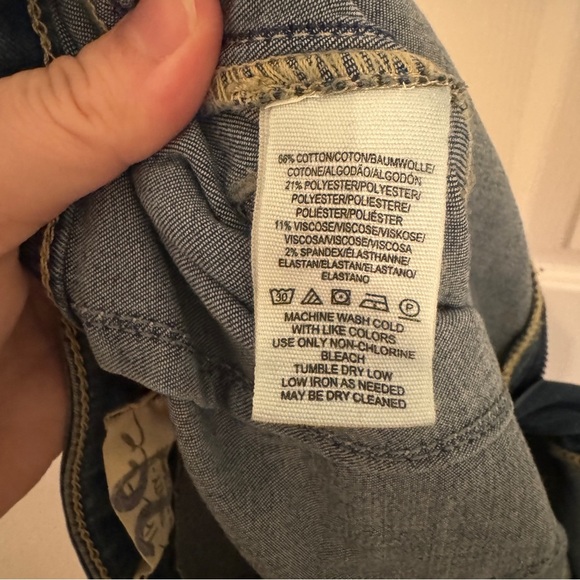 66% COTTON/COTON/BAUMWOLLE/
COTONE/ALGODÃO/ALGODÓN
21% POLYESTER/POLYESTER/
POLYESTER/POLIESTERE/
POLIÉSTER/POLIÉSTER
11% VISCOSE/VISCOSE/VISKOSE/
VISCOSA/VISCOSE/VISCOSA
2% SPANDEX/ÉLASTHANNE/
ELASTAN/ELASTAN/ELASTANO/
ELASTANO
30 P
MACHINE WASH COLD
WITH LIKE COLORS
USE ONLY NON-CHLORINE
BLEACH
TUMBLE DRY LOW
LOW IRON AS NEEDED
MAY BE DRY CLEANED